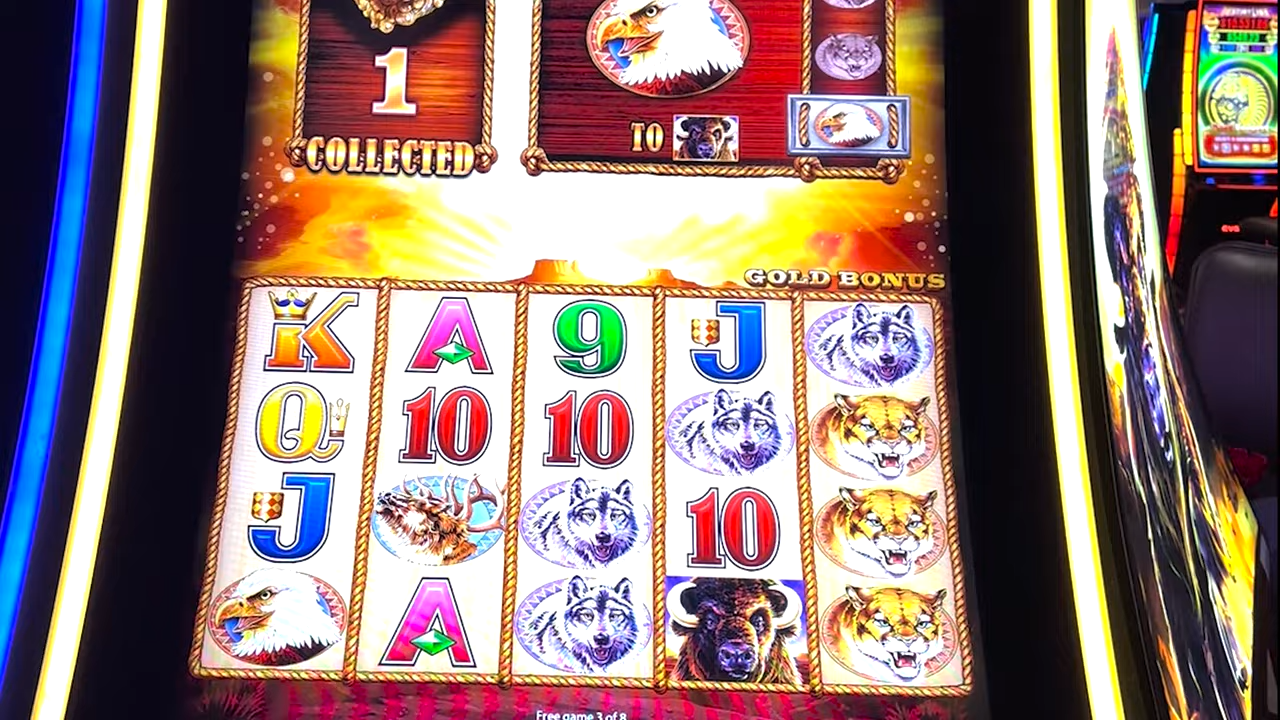 1
COLLECTED
TO
GOLD BONUS
K A 9 J
Q 10 10
J 10
A
Free game 3 of 8